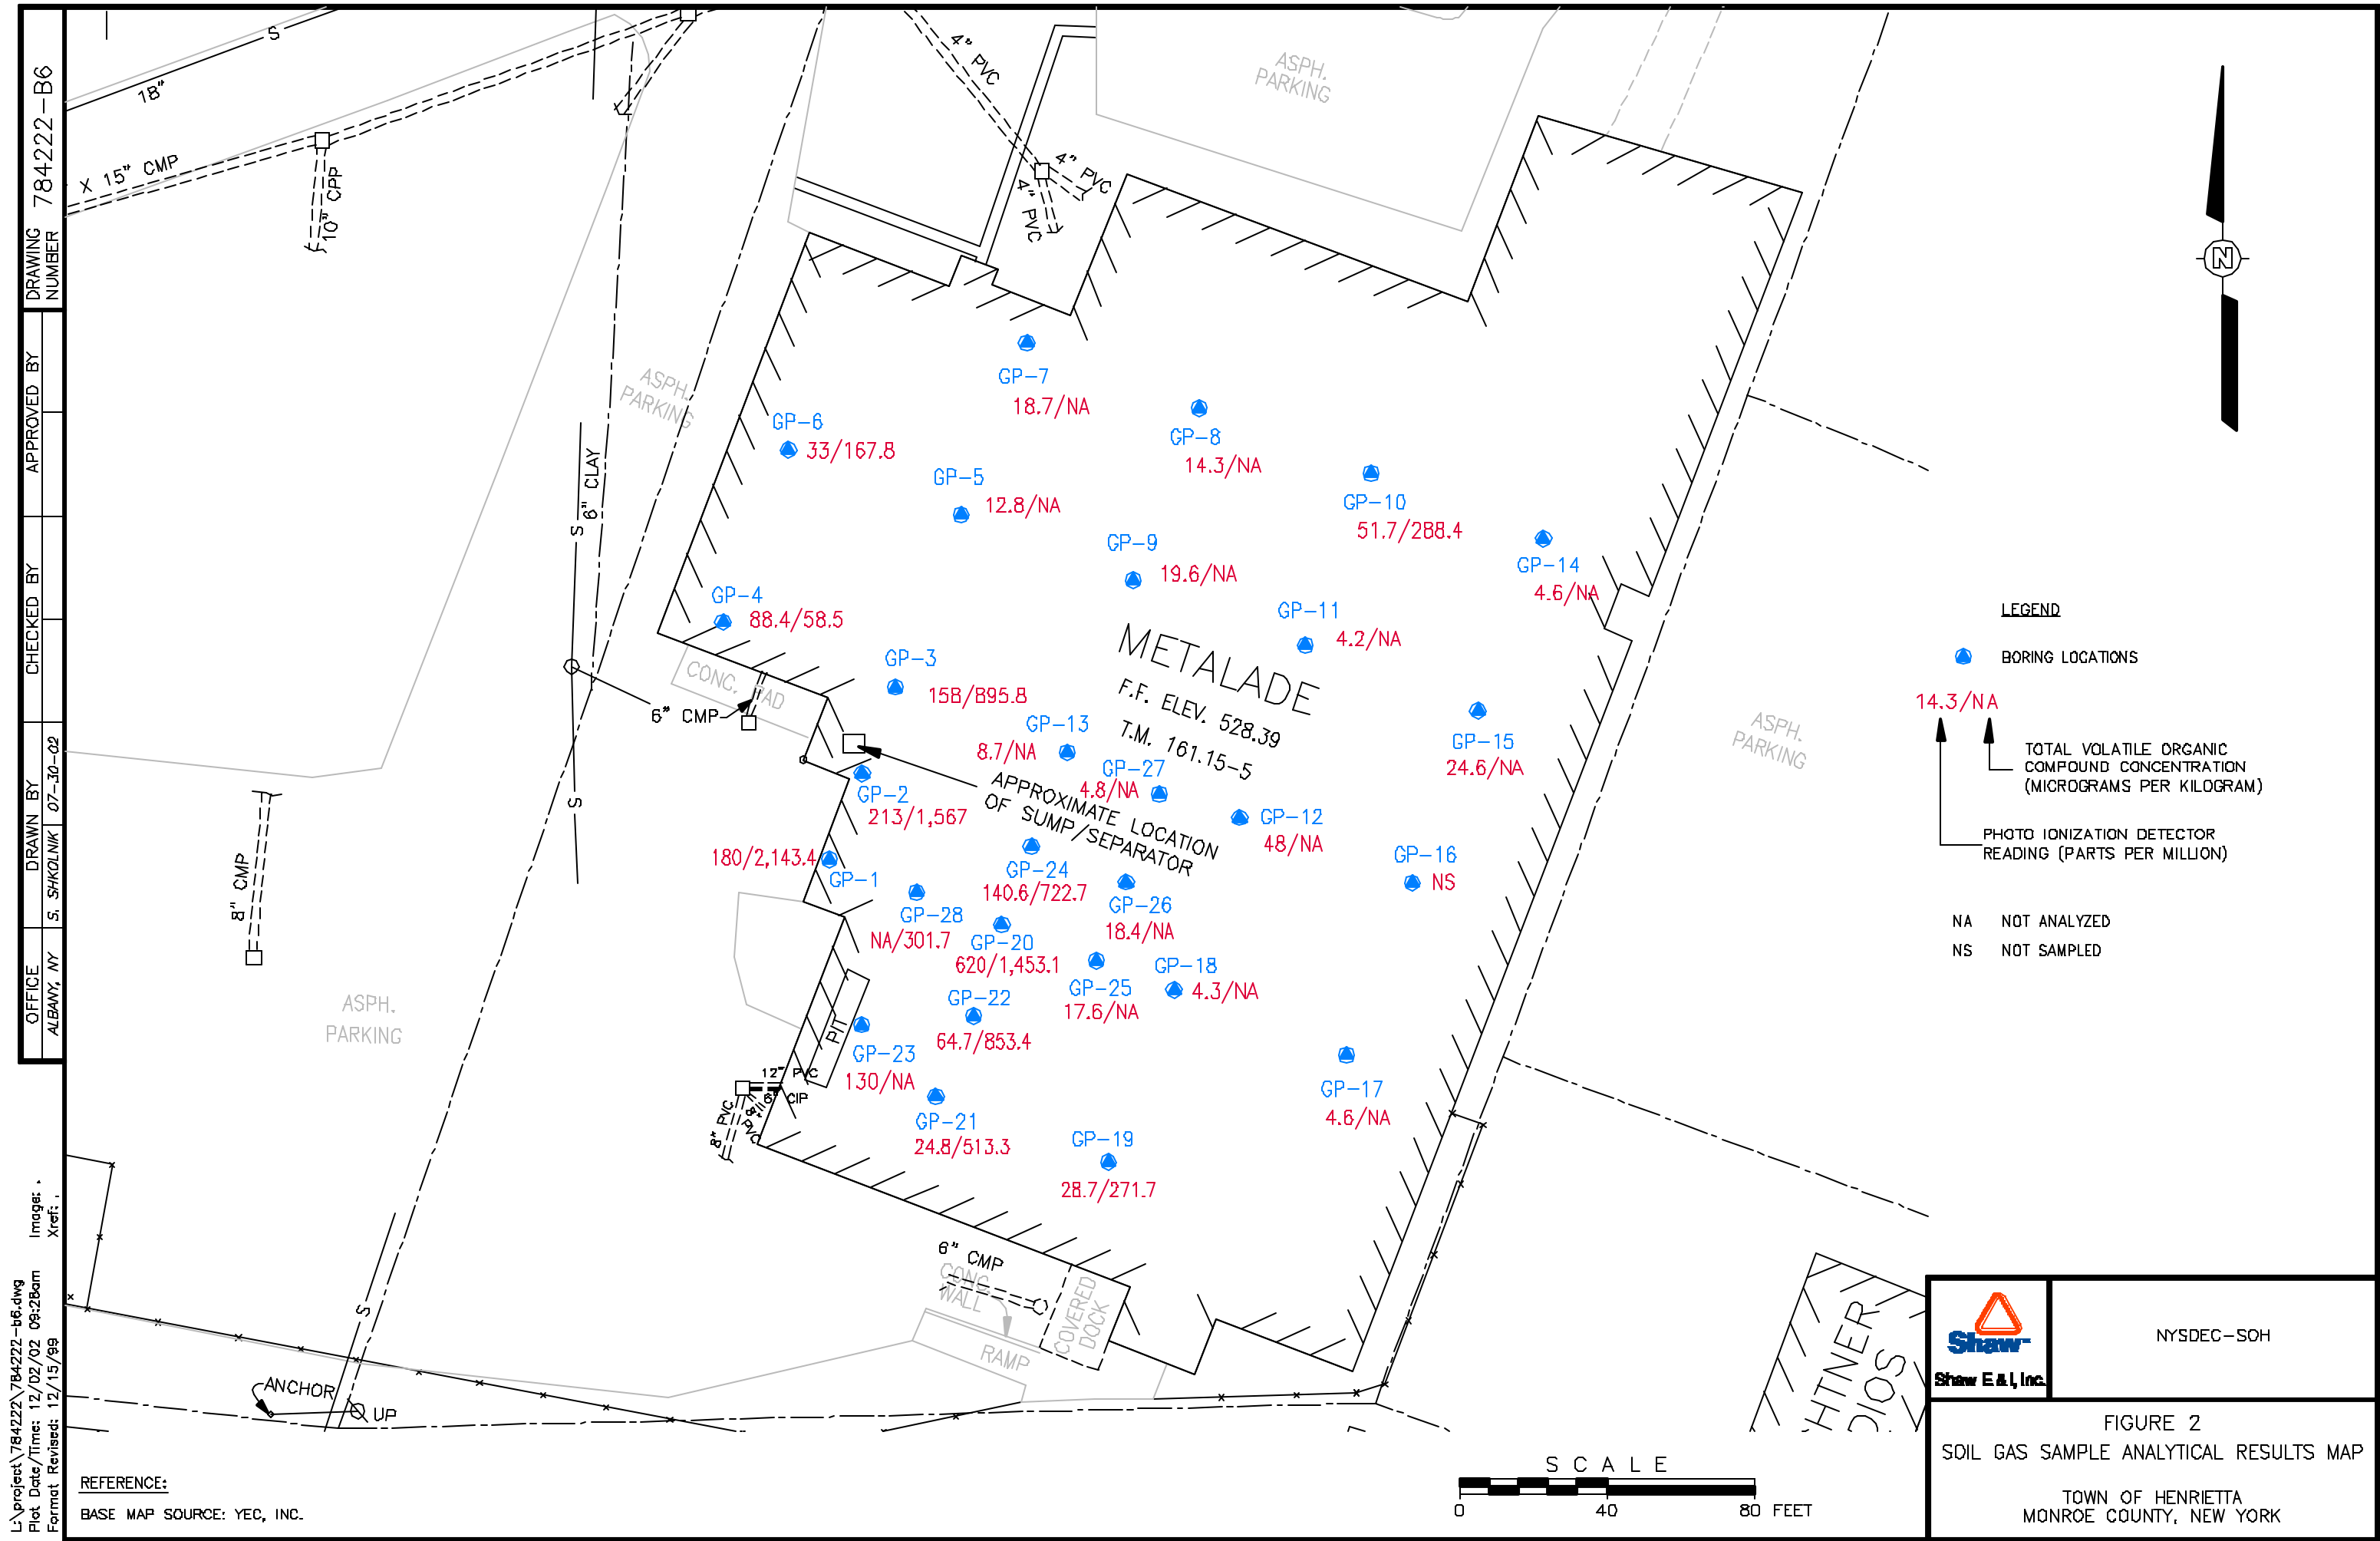 DRAWING NUMBER 784222-B6
APPROVED BY
CHECKED BY
DRAWN BY
S. SHKOLNIK 07-30-02
OFFICE
ALBANY, NY
L:\project\784222\784222-b6.dwg
Plot Date/Time: 12/02/02 09:28am
Format Revised: 12/15/99
Image: .
Xref: .
S
18"
X 15" CMP
10" CPP
4" PVC
4" PVC
4" PVC
ASPH.
PARKING
ASPH.
PARKING
S
6" CLAY
S
8" CMP
ASPH.
PARKING
N
GP-7
18.7/NA
GP-8
14.3/NA
GP-6
33/167.8
GP-5
12.8/NA
GP-10
51.7/288.4
GP-9
19.6/NA
GP-14
4.6/NA
GP-4
88.4/58.5
GP-11
4.2/NA
METALADE
F.F. ELEV. 528.39
T.M. 161.15-5
GP-3
158/895.8
CONC. PAD
6" CMP
GP-13
8.7/NA
GP-15
24.6/NA
GP-27
4.8/NA
GP-2
213/1,567
APPROXIMATE LOCATION
OF SUMP/SEPARATOR
GP-12
48/NA
180/2,143.4
GP-1
GP-24
140.6/722.7
GP-16
NS
GP-28
NA/301.7
GP-26
18.4/NA
GP-20
620/1,453.1
GP-18
4.3/NA
GP-25
17.6/NA
GP-22
64.7/853.4
PIT
GP-23
130/NA
12" PVC
6" CIP
8" PVC
8" PVC
GP-17
4.6/NA
GP-21
24.8/513.3
GP-19
28.7/271.7
6" CMP
CONC.
WALL
COVERED
DOCK
RAMP
S
ANCHOR
UP
ASPH.
PARKING
LEGEND
BORING LOCATIONS
14.3/NA
TOTAL VOLATILE ORGANIC
COMPOUND CONCENTRATION
(MICROGRAMS PER KILOGRAM)
PHOTO IONIZATION DETECTOR
READING (PARTS PER MILLION)
NA NOT ANALYZED
NS NOT SAMPLED
HTNER
DIOS
REFERENCE:
BASE MAP SOURCE: YEC, INC.
SCALE
0 40 80 FEET
Shaw™
Shaw E & I, Inc.
NYSDEC-SOH
FIGURE 2
SOIL GAS SAMPLE ANALYTICAL RESULTS MAP
TOWN OF HENRIETTA
MONROE COUNTY, NEW YORK